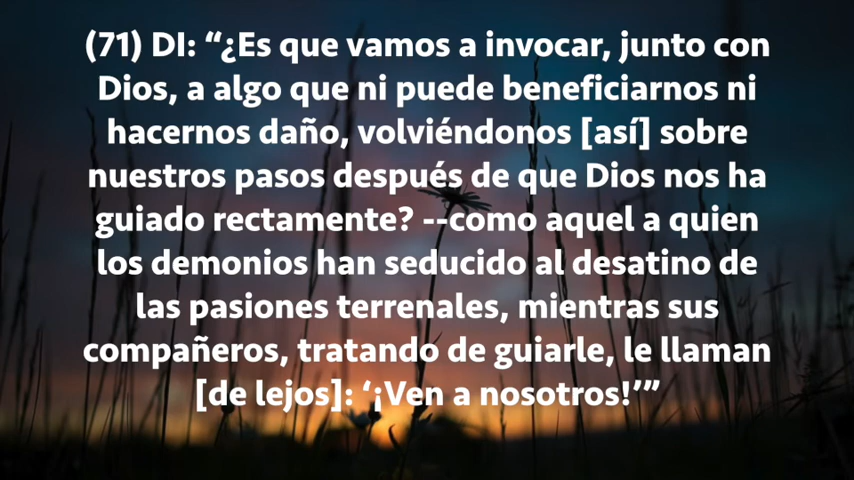 (71) DI: “¿Es que vamos a invocar, junto con
Dios, a algo que ni puede beneficiarnos ni
hacernos daño, volviéndonos [así] sobre
nuestros pasos después de que Dios nos ha
guiado rectamente? --como aquel a quien
los demonios han seducido al desatino de
las pasiones terrenales, mientras sus
compañeros, tratando de guiarle, le llaman
[de lejos]: ‘¡Ven a nosotros!’”